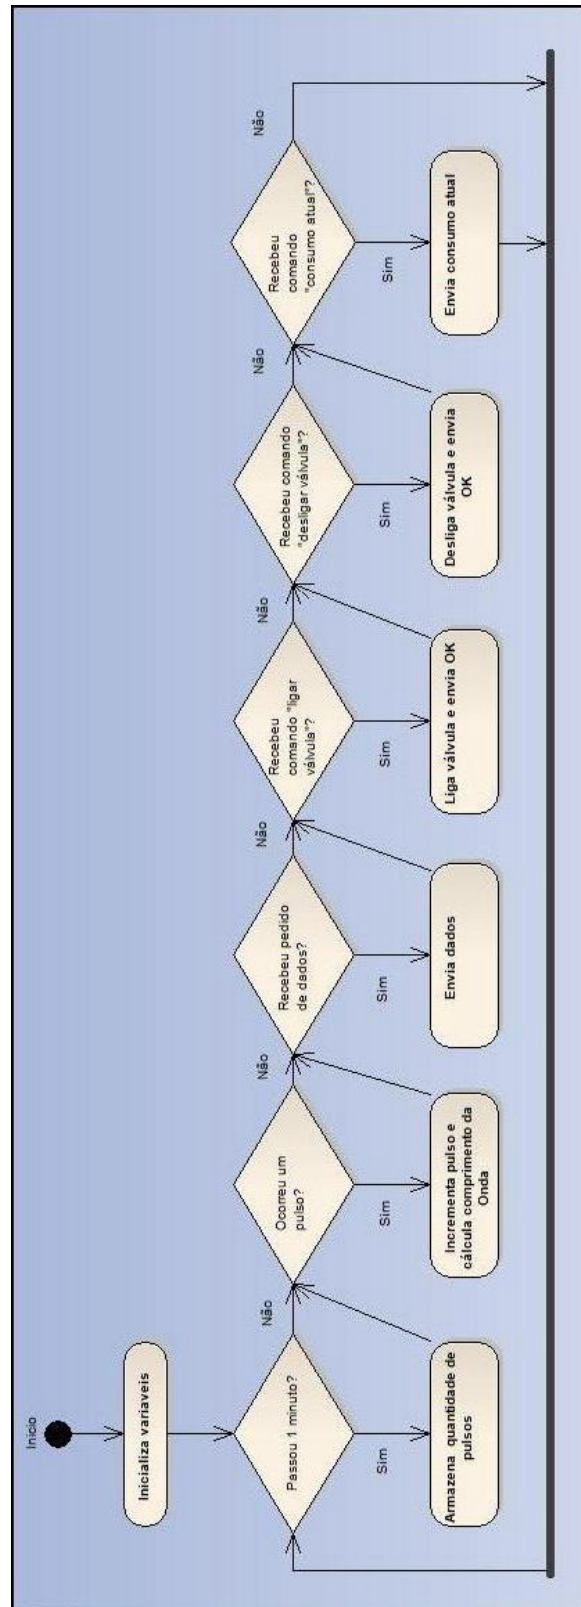 Inicio
Inicializa variaveis
Passou 1 minuto?
Não
Sim
Armazena quantidade de
pulsos
Ocorreu um
pulso?
Não
Sim
Incrementa pulso e
cálcula comprimento da
Onda
Recebeu pedido
de dados?
Não
Sim
Envia dados
Recebeu
comando "ligar
válvula"?
Não
Sim
Liga válvula e envia OK
Recebeu comando
"desligar válvula"?
Não
Sim
Desliga válvula e envia
OK
Recebeu
comando
"consumo atual"?
Não
Sim
Envia consumo atual